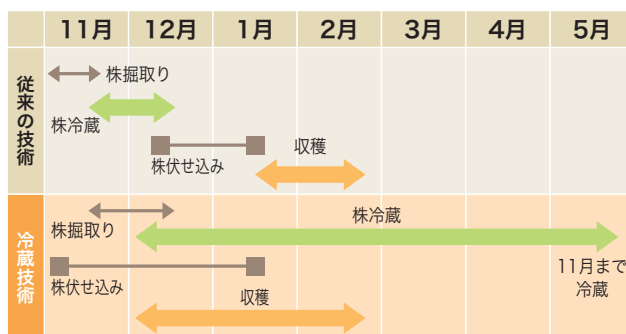 11月 12月 1月 2月 3月 4月 5月
従来の技術
株掘取り
株冷蔵
株伏せ込み
収穫
冷蔵技術
株掘取り
株冷蔵
株伏せ込み
収穫
11月まで
冷蔵